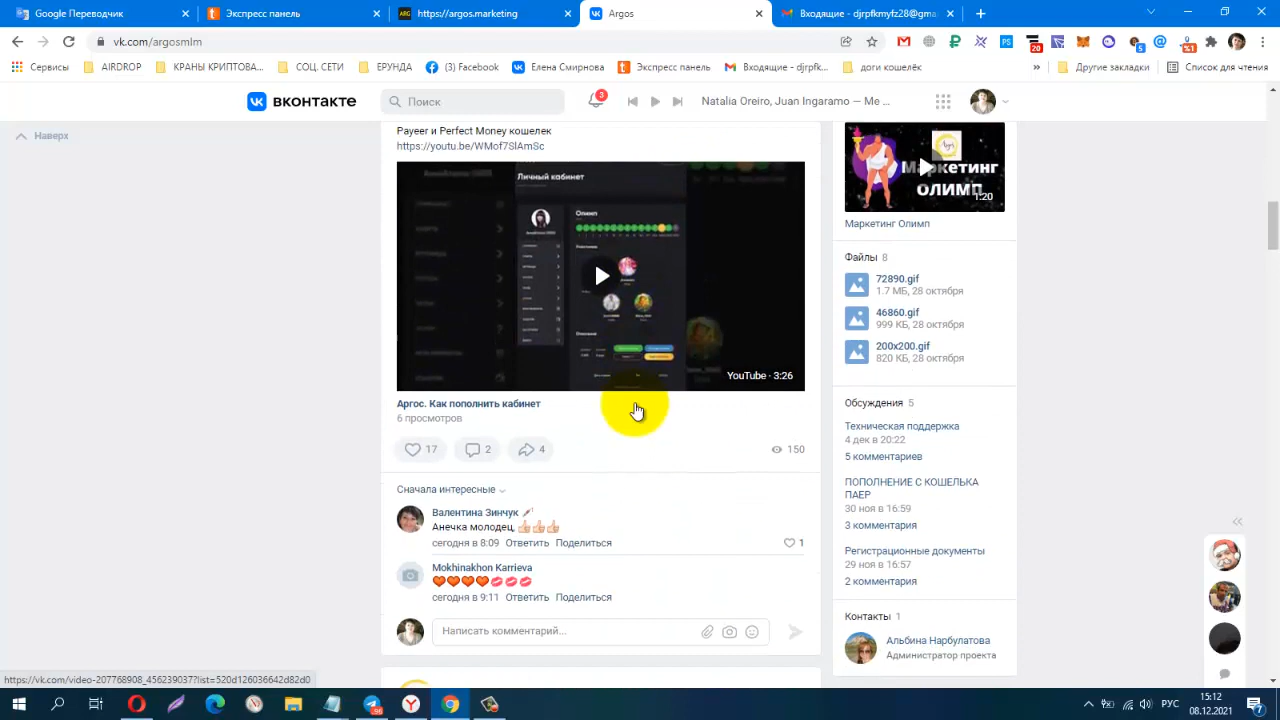 Google Переводчик
Экспресс панель
https://argos.marketing
Argos
Входящие - djrpfkmyfz28@gm
vk.com/argosmlm
Сервисы
AIRDROP
КРАНЫ КРИПТОВА...
СОЦ. СЕТИ
ЕРУНДА
(3) Facebook
Елена Смирнова
Экспресс панель
Входящие - djrpfk...
доги кошелёк
»
Другие закладки
Список для чтения
ВКОНТАКТЕ
Поиск
3
Natalia Oreiro, Juan Ingaramo — Me ...
Наверх
Payeer и Perfect Money кошелек
https://youtu.be/WMof7SlAmSc
Личный кабинет
Олимп
YouTube · 3:26
Аргос. Как пополнить кабинет
6 просмотров
17
2
4
150
Сначала интересные
Валентина Зинчук
Анечка молодец,
сегодня в 8:09 Ответить Поделиться
1
Mokhinakhon Karrieva
сегодня в 9:11 Ответить Поделиться
Написать комментарий...
Маркетинг
ОЛИМП
1:20
Маркетинг Олимп
Файлы 8
72890.gif
1.7 МБ, 28 октября
46860.gif
999 КБ, 28 октября
200x200.gif
820 КБ, 28 октября
Обсуждения 5
Техническая поддержка
4 дек в 20:22
5 комментариев
ПОПОЛНЕНИЕ С КОШЕЛЬКА
ПАЕР
30 ноя в 16:59
3 комментария
Регистрационные документы
29 ноя в 16:57
2 комментария
Контакты 1
Альбина Нарбулатова
Администратор проекта
РУС
15:12
08.12.2021